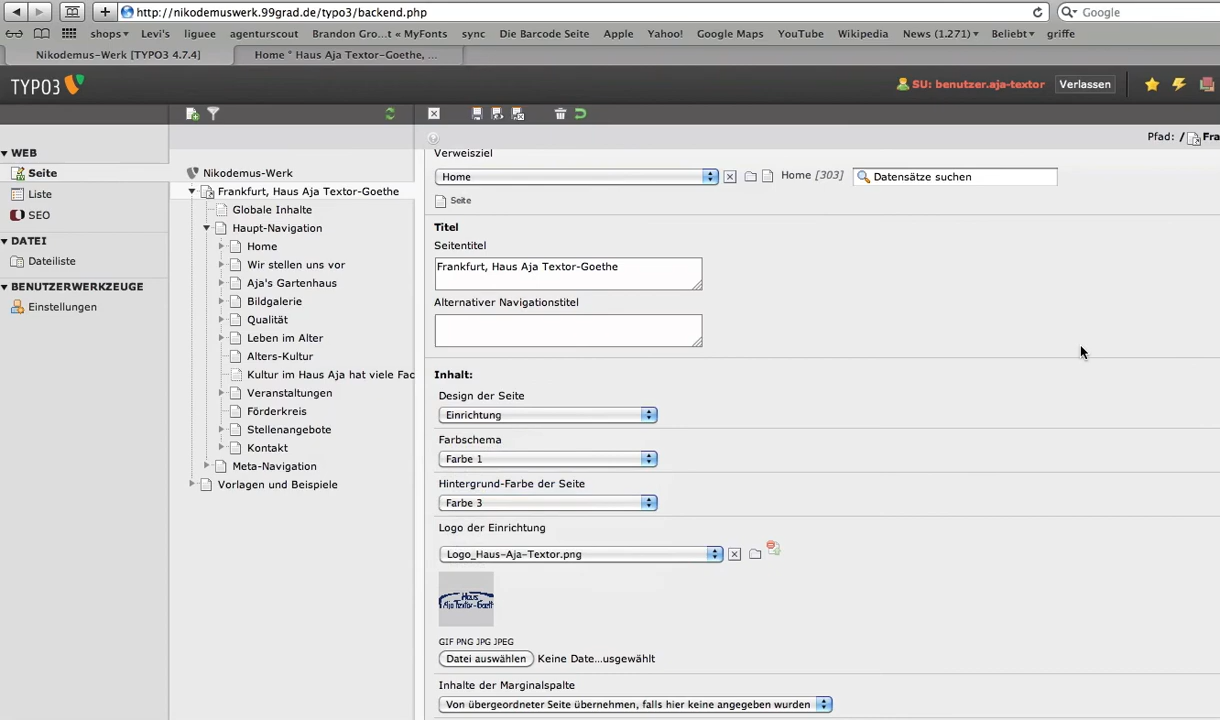 http://nikodemuswerk.99grad.de/typo3/backend.php
Google
shops Levi's liguee agenturscout Brandon Gro...t « MyFonts sync Die Barcode Seite Apple Yahoo! Google Maps YouTube Wikipedia News (1.271) Beliebt griffe
Nikodemus-Werk [TYPO3 4.7.4]
Home ° Haus Aja Textor-Goethe, ...
TYPO3
SU: benutzer.aja-textor
Verlassen
Pfad: / Fra
WEB
Seite
Liste
SEO
DATEI
Dateiliste
BENUTZERWERKZEUGE
Einstellungen
Nikodemus-Werk
Frankfurt, Haus Aja Textor-Goethe
Globale Inhalte
Haupt-Navigation
Home
Wir stellen uns vor
Aja's Gartenhaus
Bildgalerie
Qualität
Leben im Alter
Alters-Kultur
Kultur im Haus Aja hat viele Fac
Veranstaltungen
Förderkreis
Stellenangebote
Kontakt
Meta-Navigation
Vorlagen und Beispiele
Verweisziel
Home
Home [303]
Datensätze suchen
Seite
Titel
Seitentitel
Frankfurt, Haus Aja Textor-Goethe
Alternativer Navigationstitel
Inhalt:
Design der Seite
Einrichtung
Farbschema
Farbe 1
Hintergrund-Farbe der Seite
Farbe 3
Logo der Einrichtung
Logo_Haus-Aja-Textor.png
Haus
Aja Textor-Goeth
GIF PNG JPG JPEG
Datei auswählen Keine Date...usgewählt
Inhalte der Marginalspalte
Von übergeordneter Seite übernehmen, falls hier keine angegeben wurden